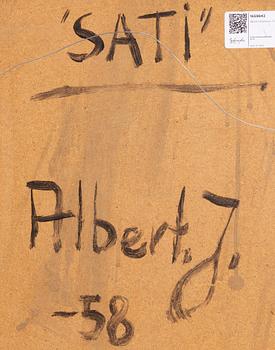 "SATi"
Albert. J.
-58